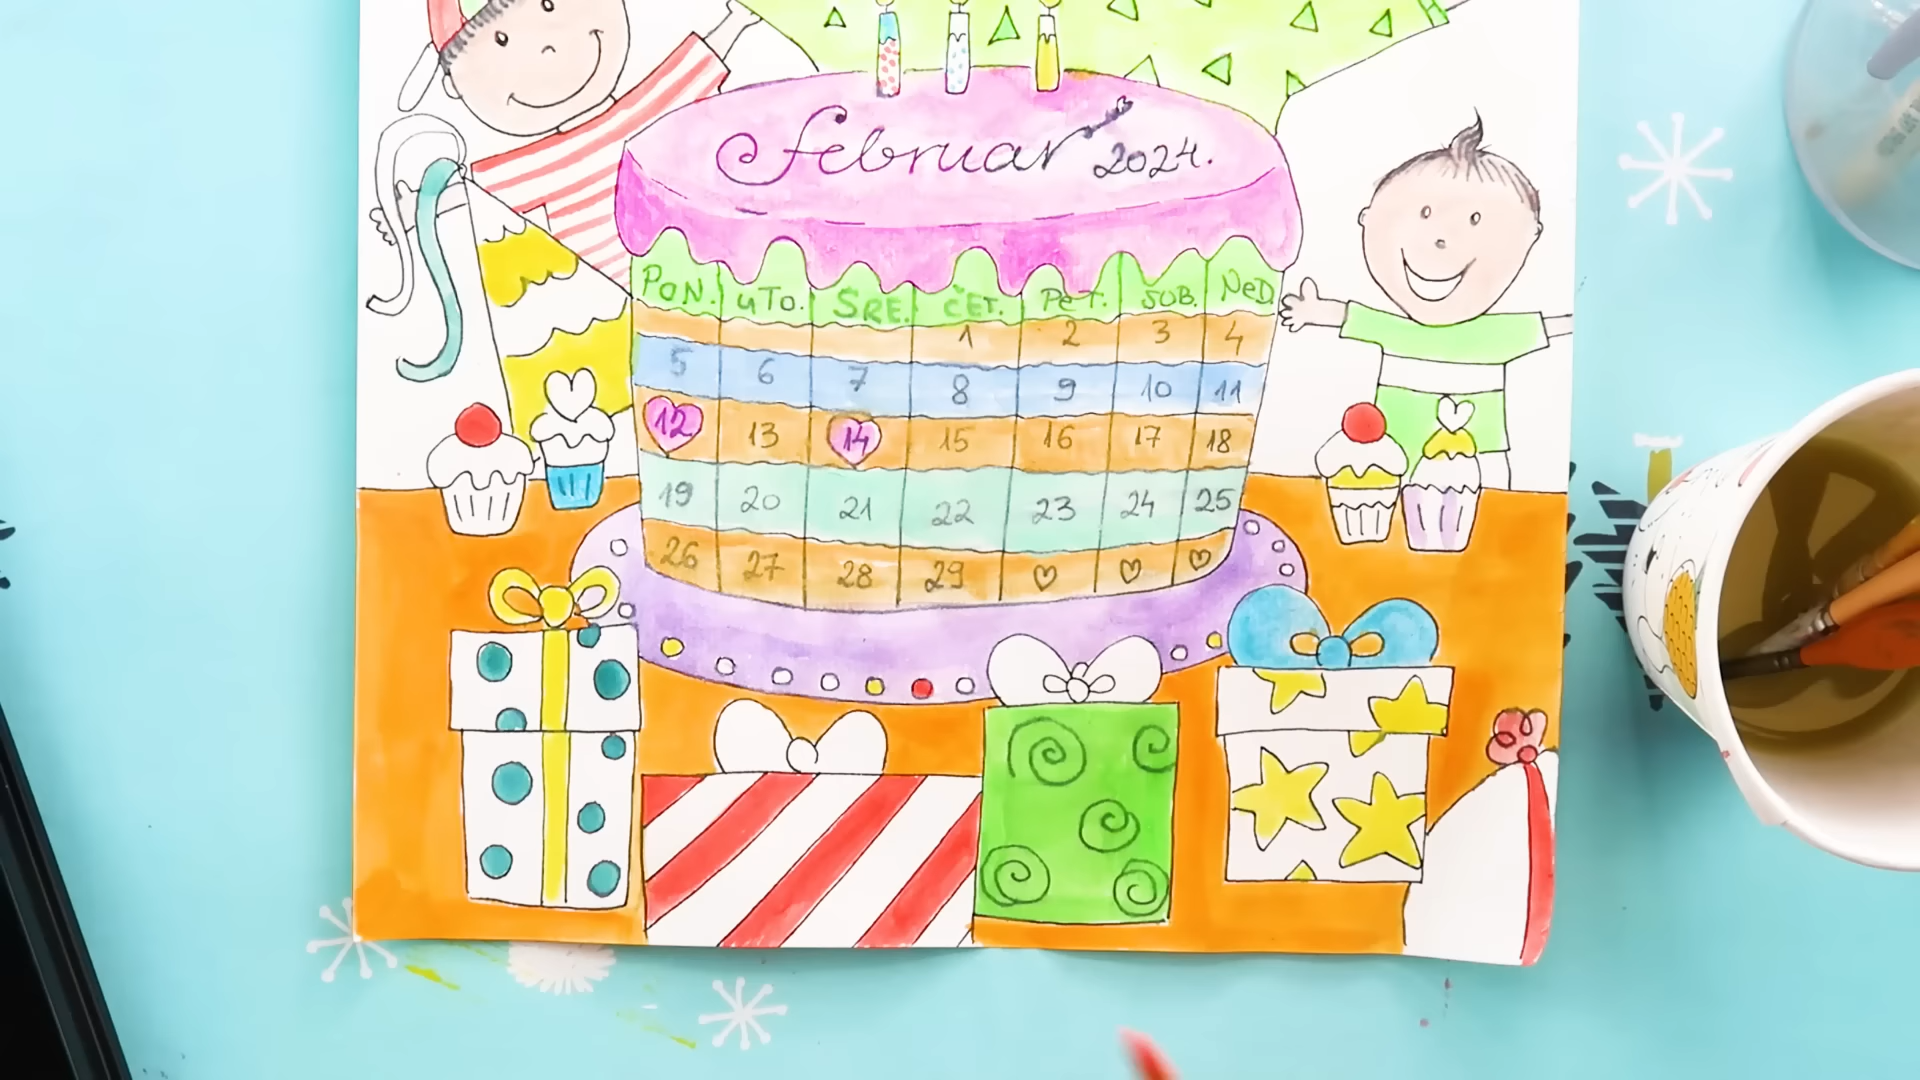 februar 2024.
PON. UTO. SRE. ČET. PeT. SUB. NeD.
1 2 3 4
5 6 7 8 9 10 11
12 13 14 15 16 17 18
19 20 21 22 23 24 25
26 27 28 29